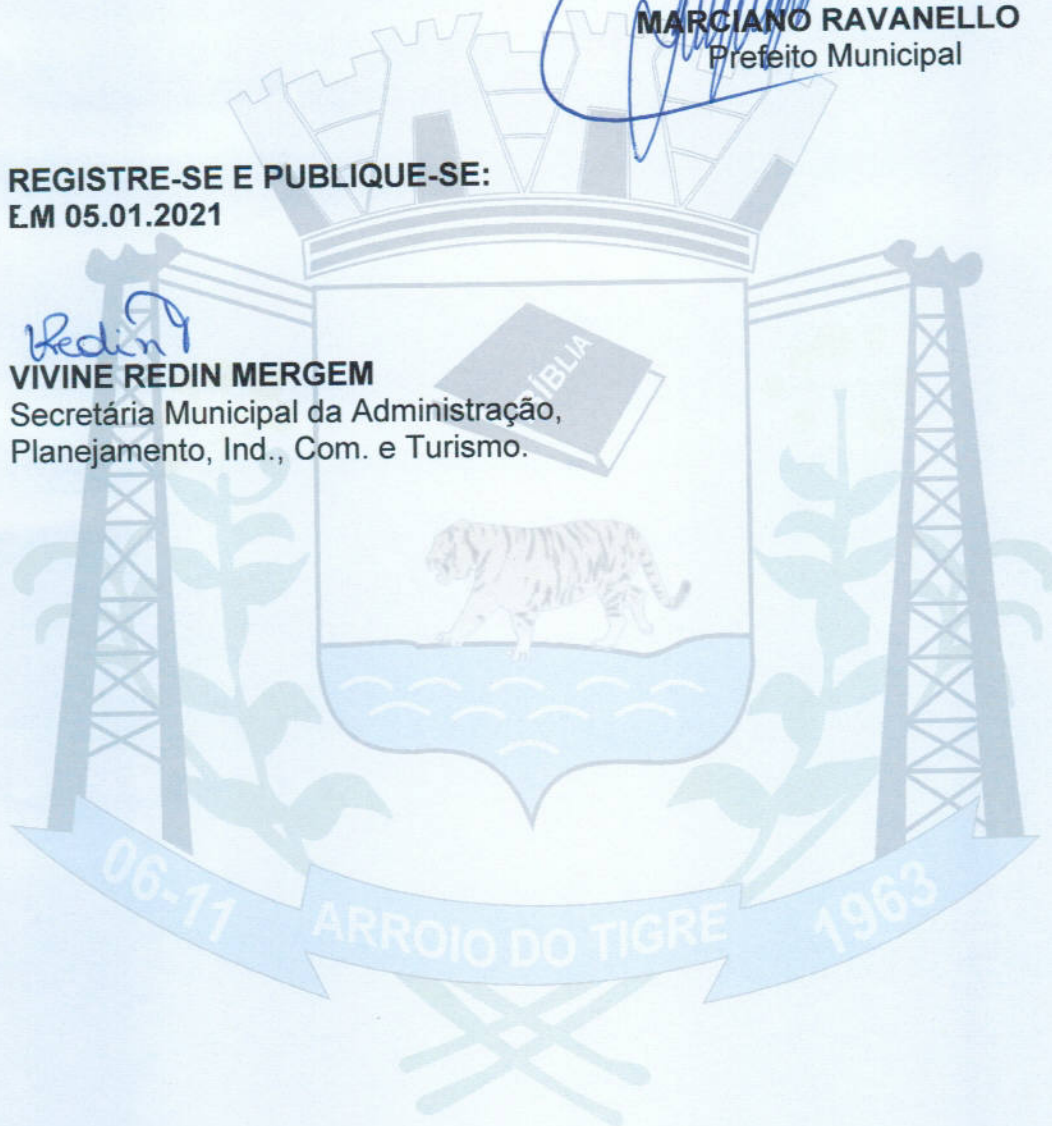 MARCIANO RAVANELLO
Prefeito Municipal
REGISTRE-SE E PUBLIQUE-SE:
EM 05.01.2021
VRedin
VIVINE REDIN MERGEM
Secretária Municipal da Administração,
Planejamento, Ind., Com. e Turismo.
BÍBLIA
06-11 ARROIO DO TIGRE 1963